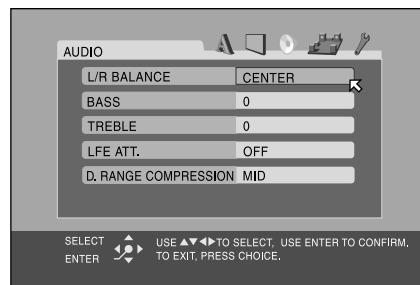 AUDIO
L/R BALANCE CENTER
BASS 0
TREBLE 0
LFE ATT. OFF
D. RANGE COMPRESSION MID
SELECT USE ▲▼◀▶TO SELECT, USE ENTER TO CONFIRM.
ENTER TO EXIT, PRESS CHOICE.